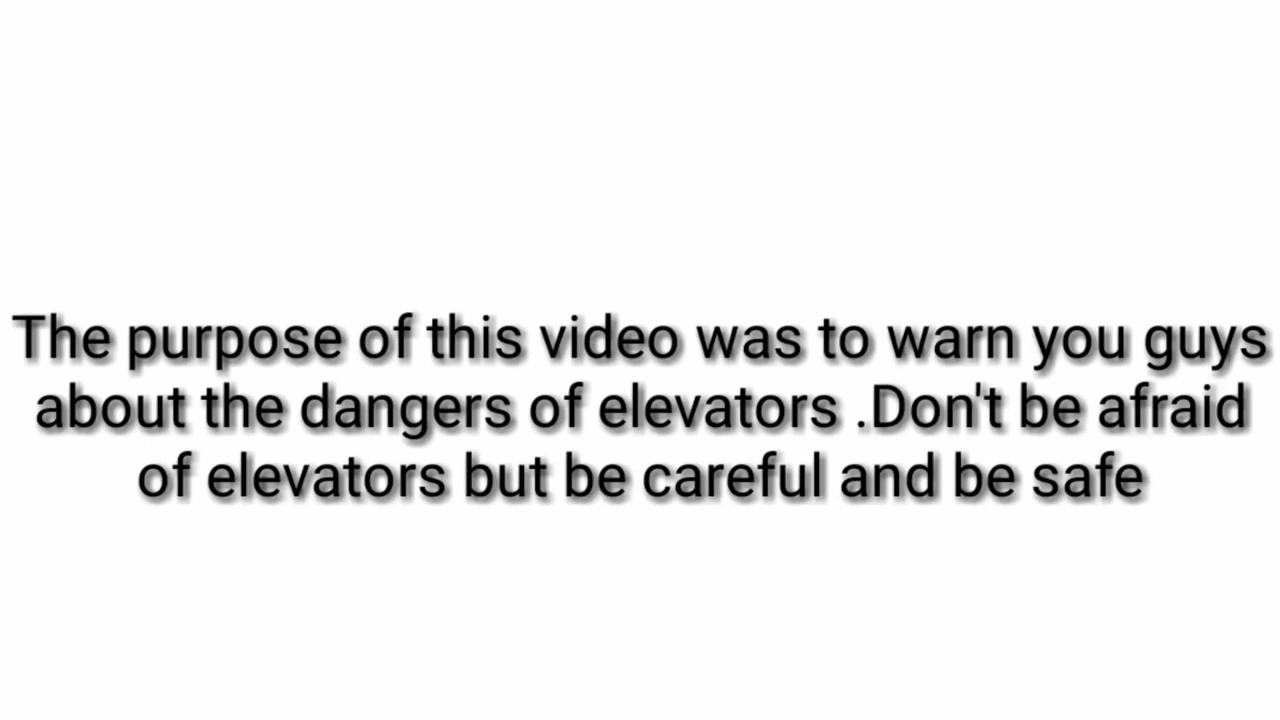 The purpose of this video was to warn you guys
about the dangers of elevators .Don't be afraid
of elevators but be careful and be safe